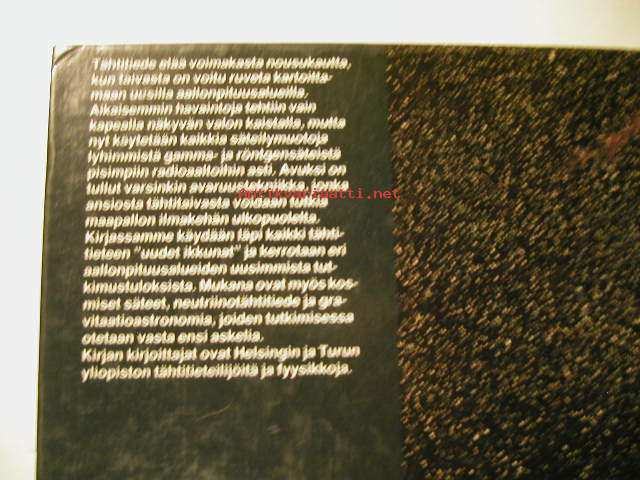 Tähtitiede elää voimakasta nousukautta,
kun taivasta on voitu ruveta kartoitta-
maan uusilla aallonpituusalueilla.
Aikaisemmin havaintoja tehtiin vain
kapealla näkyvän valon kaistalla, mutta
nyt käytetään kaikkia säteilymuotoja
lyhimmistä gamma- ja röntgensäteistä
pisimpiin radioaaltoihin asti. Avuksi on
tullut varsinkin
antikvariaatti.net
ansiosta tähtitaivasta
maapallon ilmakehän ulkopuolelta.
Kirjassamme käydään läpi kaikki tähti-
tieteen "uudet ikkunat" ja kerrotaan eri
aallonpituusalueiden uusimmista tut-
kimustuloksista. Mukana ovat myös kos-
miset säteet, neutriinotähtitiede ja gra-
vitaatioastronomia, joiden tutkimisessa
otetaan vasta ensi askelia.
Kirjan kirjoittajat ovat Helsingin ja Turun
yliopiston tähtitieteilijöitä ja fyysikkoja.